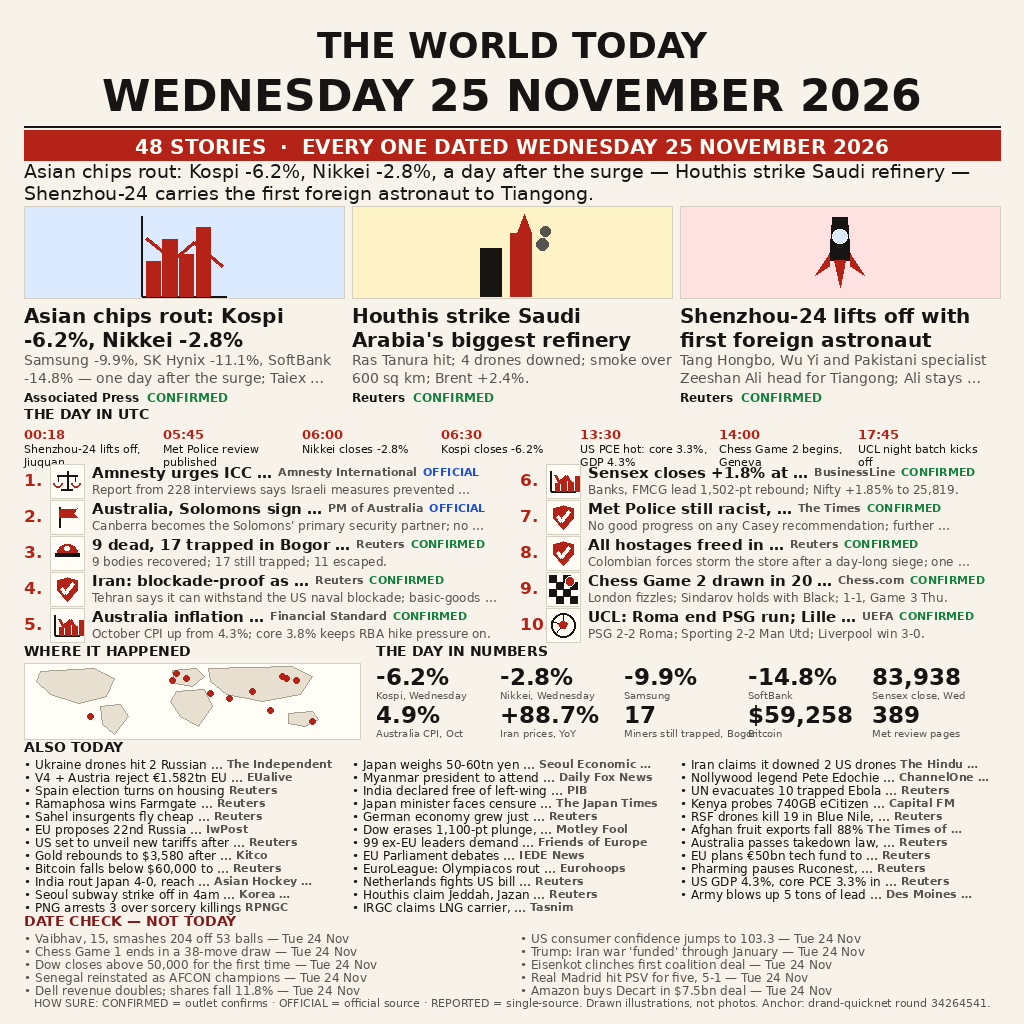 THE WORLD TODAY
WEDNESDAY 25 NOVEMBER 2026
48 STORIES · EVERY ONE DATED WEDNESDAY 25 NOVEMBER 2026
Asian chips rout: Kospi -6.2%, Nikkei -2.8%, a day after the surge — Houthis strike Saudi refinery —
Shenzhou-24 carries the first foreign astronaut to Tiangong.
Asian chips rout: Kospi
-6.2%, Nikkei -2.8%
Samsung -9.9%, SK Hynix -11.1%, SoftBank
-14.8% — one day after the surge; Taiex ...
Associated Press CONFIRMED
Houthis strike Saudi
Arabia's biggest refinery
Ras Tanura hit; 4 drones downed; smoke over
600 sq km; Brent +2.4%.
Reuters CONFIRMED
Shenzhou-24 lifts off with
first foreign astronaut
Tang Hongbo, Wu Yi and Pakistani specialist
Zeeshan Ali head for Tiangong; Ali stays ...
Reuters CONFIRMED
THE DAY IN UTC
00:18
Shenzhou-24 lifts off,
Jiuquan
05:45
Met Police review
published
06:00
Nikkei closes -2.8%
06:30
Kospi closes -6.2%
13:30
US PCE hot: core 3.3%,
GDP 4.3%
14:00
Chess Game 2 begins,
Geneva
17:45
UCL night batch kicks
off
1. Amnesty urges ICC ... Amnesty International OFFICIAL
Report from 228 interviews says Israeli measures prevented ...
2. Australia, Solomons sign ... PM of Australia OFFICIAL
Canberra becomes the Solomons' primary security partner; no ...
3. 9 dead, 17 trapped in Bogor ... Reuters CONFIRMED
9 bodies recovered; 17 still trapped; 11 escaped.
4. Iran: blockade-proof as ... Reuters CONFIRMED
Tehran says it can withstand the US naval blockade; basic-goods ...
5. Australia inflation ... Financial Standard CONFIRMED
October CPI up from 4.3%; core 3.8% keeps RBA hike pressure on.
6. Sensex closes +1.8% at ... BusinessLine CONFIRMED
Banks, FMCG lead 1,502-pt rebound; Nifty +1.85% to 25,819.
7. Met Police still racist, ... The Times CONFIRMED
No good progress on any Casey recommendation; further ...
8. All hostages freed in ... Reuters CONFIRMED
Colombian forces storm the store after a day-long siege; one ...
9. Chess Game 2 drawn in 20 ... Chess.com CONFIRMED
London fizzles; Sindarov holds with Black; 1-1, Game 3 Thu.
10 UCL: Roma end PSG run; Lille ... UEFA CONFIRMED
PSG 2-2 Roma; Sporting 2-2 Man Utd; Liverpool win 3-0.
WHERE IT HAPPENED
THE DAY IN NUMBERS
-6.2%
Kospi, Wednesday
-2.8%
Nikkei, Wednesday
-9.9%
Samsung
-14.8%
SoftBank
83,938
Sensex close, Wed
4.9%
Australia CPI, Oct
+88.7%
Iran prices, YoY
17
Miners still trapped, Bogor
$59,258
Bitcoin
389
Met review pages
ALSO TODAY
• Ukraine drones hit 2 Russian ... The Independent
• V4 + Austria reject €1.582tn EU ... EUalive
• Spain election turns on housing Reuters
• Ramaphosa wins Farmgate ... Reuters
• Sahel insurgents fly cheap ... Reuters
• EU proposes 22nd Russia ... IwPost
• US set to unveil new tariffs after ... Reuters
• Gold rebounds to $3,580 after ... Kitco
• Bitcoin falls below $60,000 to ... Reuters
• India rout Japan 4-0, reach ... Asian Hockey ...
• Seoul subway strike off in 4am ... Korea ...
• PNG arrests 3 over sorcery killings RPNGC
• Japan weighs 50-60tn yen ... Seoul Economic ...
• Myanmar president to attend ... Daily Fox News
• India declared free of left-wing ... PIB
• Japan minister faces censure ... The Japan Times
• German economy grew just ... Reuters
• Dow erases 1,100-pt plunge, ... Motley Fool
• 99 ex-EU leaders demand ... Friends of Europe
• EU Parliament debates ... IEDE News
• EuroLeague: Olympiacos rout ... Eurohoops
• Netherlands fights US bill ... Reuters
• Houthis claim Jeddah, Jazan ... Reuters
• IRGC claims LNG carrier, ... Tasnim
• Iran claims it downed 2 US drones The Hindu ...
• Nollywood legend Pete Edochie ... ChannelOne ...
• UN evacuates 10 trapped Ebola ... Reuters
• Kenya probes 740GB eCitizen ... Capital FM
• RSF drones kill 19 in Blue Nile, ... Reuters
• Afghan fruit exports fall 88% The Times of ...
• Australia passes takedown law, ... Reuters
• EU plans €50bn tech fund to ... Reuters
• Pharming pauses Ruconest, ... Reuters
• US GDP 4.3%, core PCE 3.3% in ... Reuters
• Army blows up 5 tons of lead ... Des Moines ...
DATE CHECK — NOT TODAY
• Vaibhav, 15, smashes 204 off 53 balls — Tue 24 Nov
• Chess Game 1 ends in a 38-move draw — Tue 24 Nov
• Dow closes above 50,000 for the first time — Tue 24 Nov
• Senegal reinstated as AFCON champions — Tue 24 Nov
• Dell revenue doubles; shares fall 11.8% — Tue 24 Nov
• US consumer confidence jumps to 103.3 — Tue 24 Nov
• Trump: Iran war 'funded' through January — Tue 24 Nov
• Eisenkot clinches first coalition deal — Tue 24 Nov
• Real Madrid hit PSV for five, 5-1 — Tue 24 Nov
• Amazon buys Decart in $7.5bn deal — Tue 24 Nov
HOW SURE: CONFIRMED = outlet confirms · OFFICIAL = official source · REPORTED = single-source. Drawn illustrations, not photos. Anchor: drand-quicknet round 34264541.